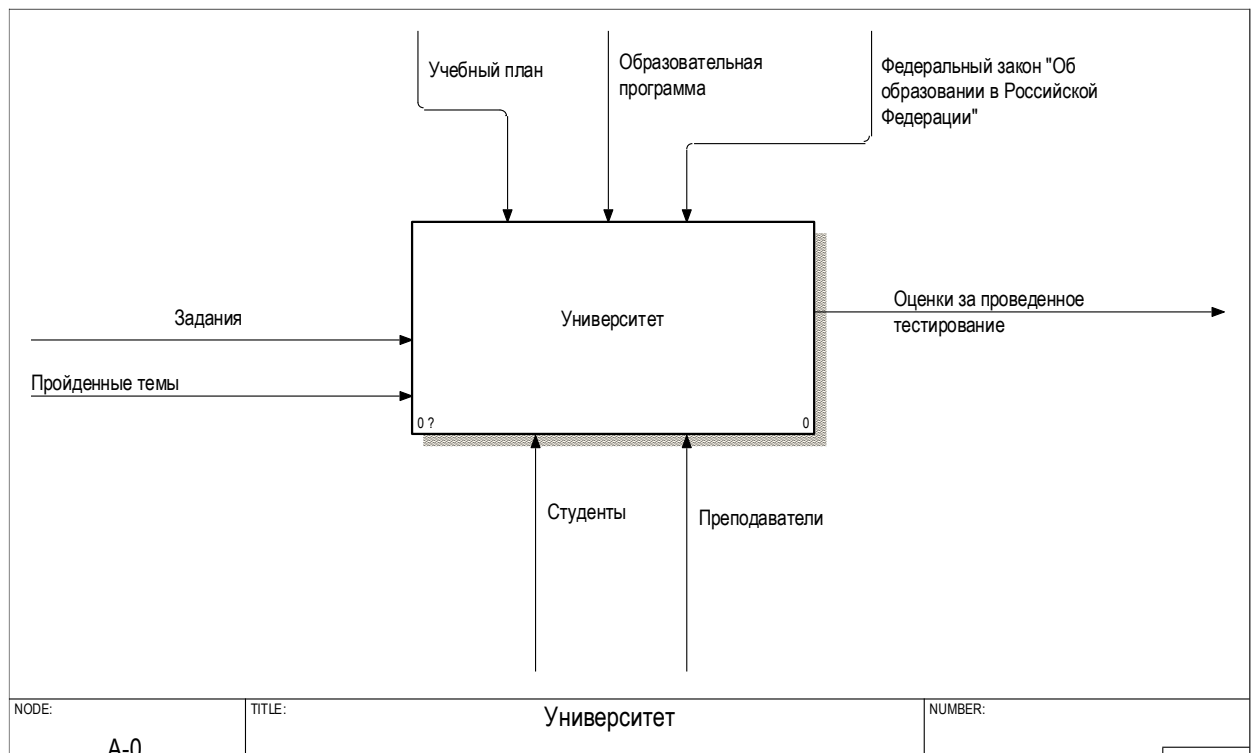 Учебный план
Образовательная
программа
Федеральный закон "Об
образовании в Российской
Федерации"
Задания
Пройденные темы
Университет
0 ?
0
Оценки за проведенное
тестирование
Студенты
Преподаватели
NODE:
TITLE:
Университет
NUMBER:
A-0